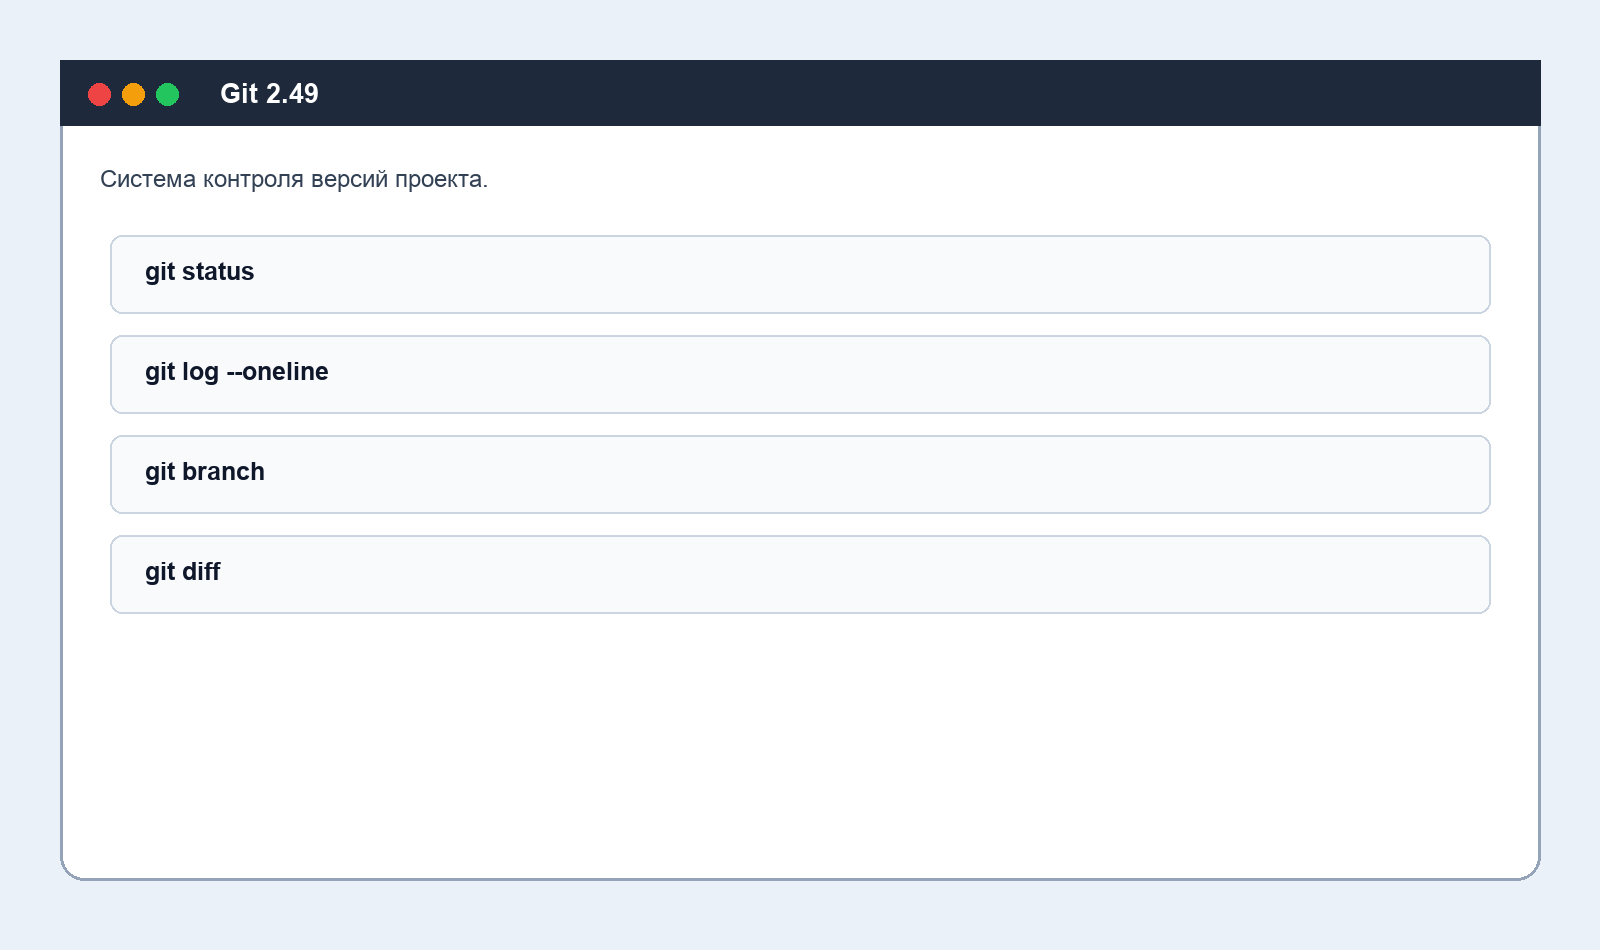 Git 2.49
Система контроля версий проекта.
git status
git log --oneline
git branch
git diff